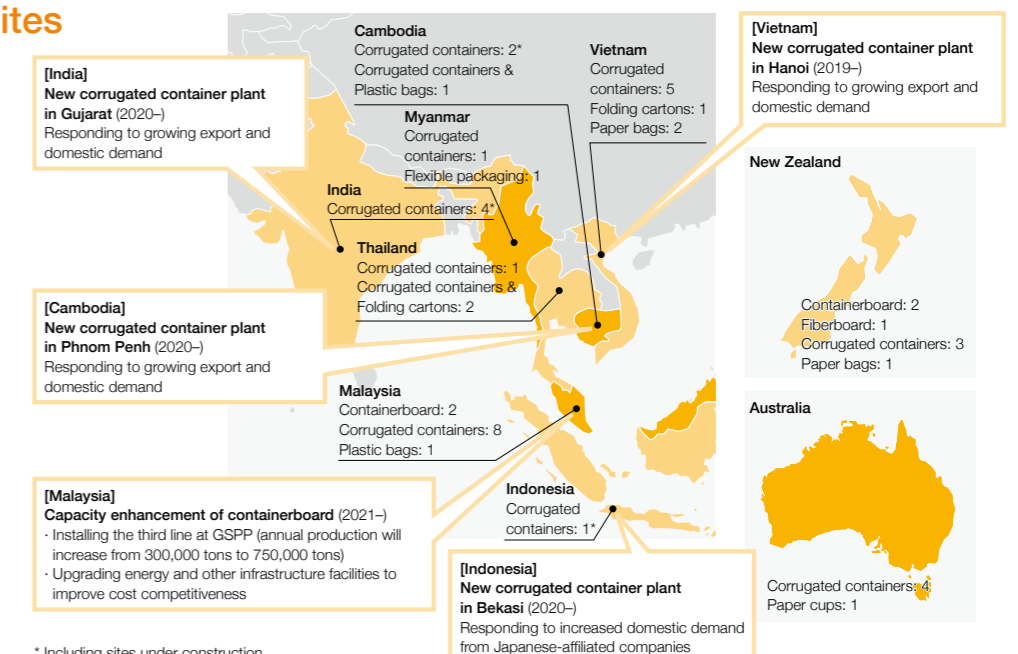 ites
[India]
New corrugated container plant
in Gujarat (2020–)
Responding to growing export and
domestic demand
Cambodia
Corrugated containers: 2*
Corrugated containers &
Plastic bags: 1
Vietnam
Corrugated
containers: 5
Folding cartons: 1
Paper bags: 2
[Vietnam]
New corrugated container plant
in Hanoi (2019–)
Responding to growing export and
domestic demand
Myanmar
Corrugated
containers: 1
Flexible packaging: 1
India
Corrugated containers: 4*
Thailand
Corrugated containers: 1
Corrugated containers &
Folding cartons: 2
New Zealand
Containerboard: 2
Fiberboard: 1
Corrugated containers: 3
Paper bags: 1
[Cambodia]
New corrugated container plant
in Phnom Penh (2020–)
Responding to growing export and
domestic demand
Malaysia
Containerboard: 2
Corrugated containers: 8
Plastic bags: 1
Australia
Corrugated containers: 4
Paper cups: 1
[Malaysia]
Capacity enhancement of containerboard (2021–)
· Installing the third line at GSPP (annual production will
increase from 300,000 tons to 750,000 tons)
· Upgrading energy and other infrastructure facilities to
improve cost competitiveness
Indonesia
Corrugated
containers: 1*
[Indonesia]
New corrugated container plant
in Bekasi (2020–)
Responding to increased domestic demand
from Japanese-affiliated companies
* Including sites under construction